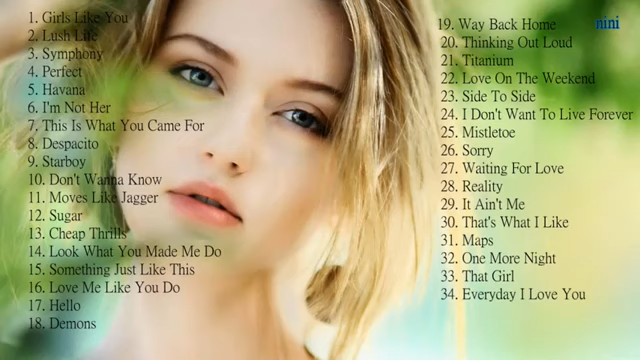 1. Girls Like You
2. Lush Life
3. Symphony
4. Perfect
5. Havana
6. I'm Not Her
7. This Is What You Came For
8. Despacito
9. Starboy
10. Don't Wanna Know
11. Moves Like Jagger
12. Sugar
13. Cheap Thrills
14. Look What You Made Me Do
15. Something Just Like This
16. Love Me Like You Do
17. Hello
18. Demons
19. Way Back Home
20. Thinking Out Loud
21. Titanium
22. Love On The Weekend
23. Side To Side
24. I Don't Want To Live Forever
25. Mistletoe
26. Sorry
27. Waiting For Love
28. Reality
29. It Ain't Me
30. That's What I Like
31. Maps
32. One More Night
33. That Girl
34. Everyday I Love You
nini